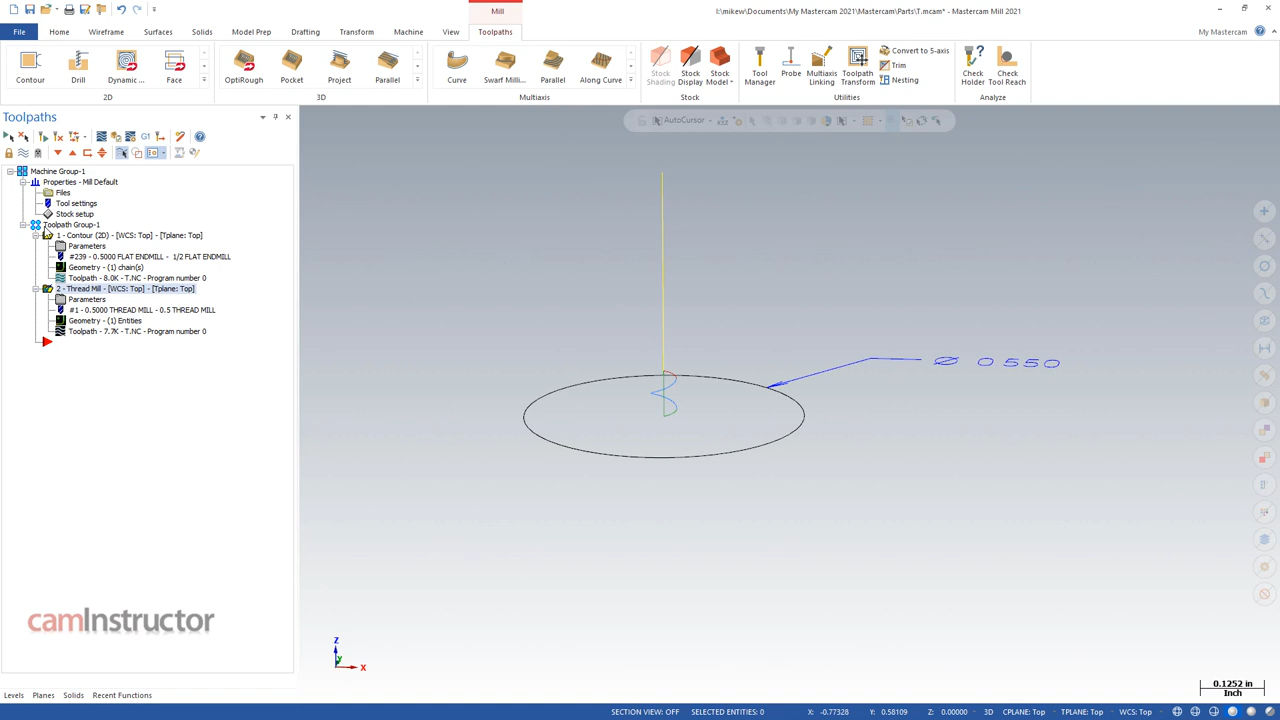 Mill
I:\mikew\Documents\My Mastercam 2021\Mastercam\Parts\T.mcam* - Mastercam Mill 2021
File
Home
Wireframe
Surfaces
Solids
Model Prep
Drafting
Transform
Machine
View
Toolpaths
My Mastercam
Contour
Drill
Dynamic ...
Face
2D
OptiRough
Pocket
Project
Parallel
3D
Curve
Swarf Milli...
Parallel
Along Curve
Multiaxis
Stock Shading
Stock Display
Stock Model
Stock
Tool Manager
Probe
Multiaxis Linking
Toolpath Transform
Convert to 5-axis
Trim
Nesting
Utilities
Check Holder
Check Tool Reach
Analyze
Toolpaths
AutoCursor
G1
Machine Group-1
Properties - Mill Default
Files
Tool settings
Stock setup
Toolpath Group-1
1 - Contour (2D) - [WCS: Top] - [Tplane: Top]
Parameters
#239 - 0.5000 FLAT ENDMILL - 1/2 FLAT ENDMILL
Geometry - (1) chain(s)
Toolpath - 8.0K - T.NC - Program number 0
2 - Thread Mill - [WCS: Top] - [Tplane: Top]
Parameters
#1 - 0.5000 THREAD MILL - 0.5 THREAD MILL
Geometry - (1) Entities
Toolpath - 7.7K - T.NC - Program number 0
Ø 0.550
camInstructor
Z
Y
X
0.1252 in
Inch
Levels
Planes
Solids
Recent Functions
SECTION VIEW: OFF
SELECTED ENTITIES: 0
X: -0.77328
Y: 0.58109
Z: 0.00000
3D
CPLANE: Top
TPLANE: Top
WCS: Top